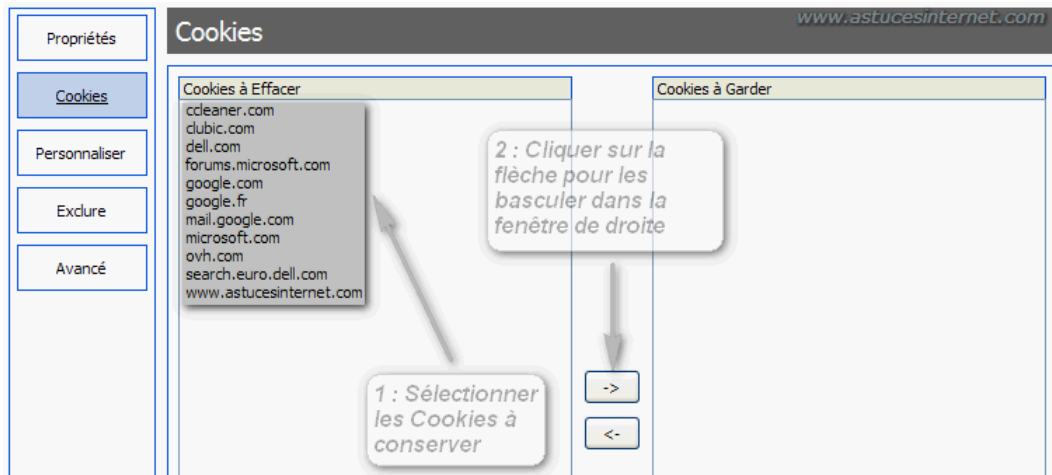 www.astucesinternet.com
Propriétés
Cookies
Personnaliser
Exclure
Avancé
Cookies
Cookies à Effacer
ccleaner.com
clubic.com
dell.com
forums.microsoft.com
google.com
google.fr
mail.google.com
microsoft.com
ovh.com
search.euro.dell.com
www.astucesinternet.com
1 : Sélectionner
les Cookies à
conserver
2 : Cliquer sur la
flèche pour les
basculer dans la
fenêtre de droite
->
<-
Cookies à Garder